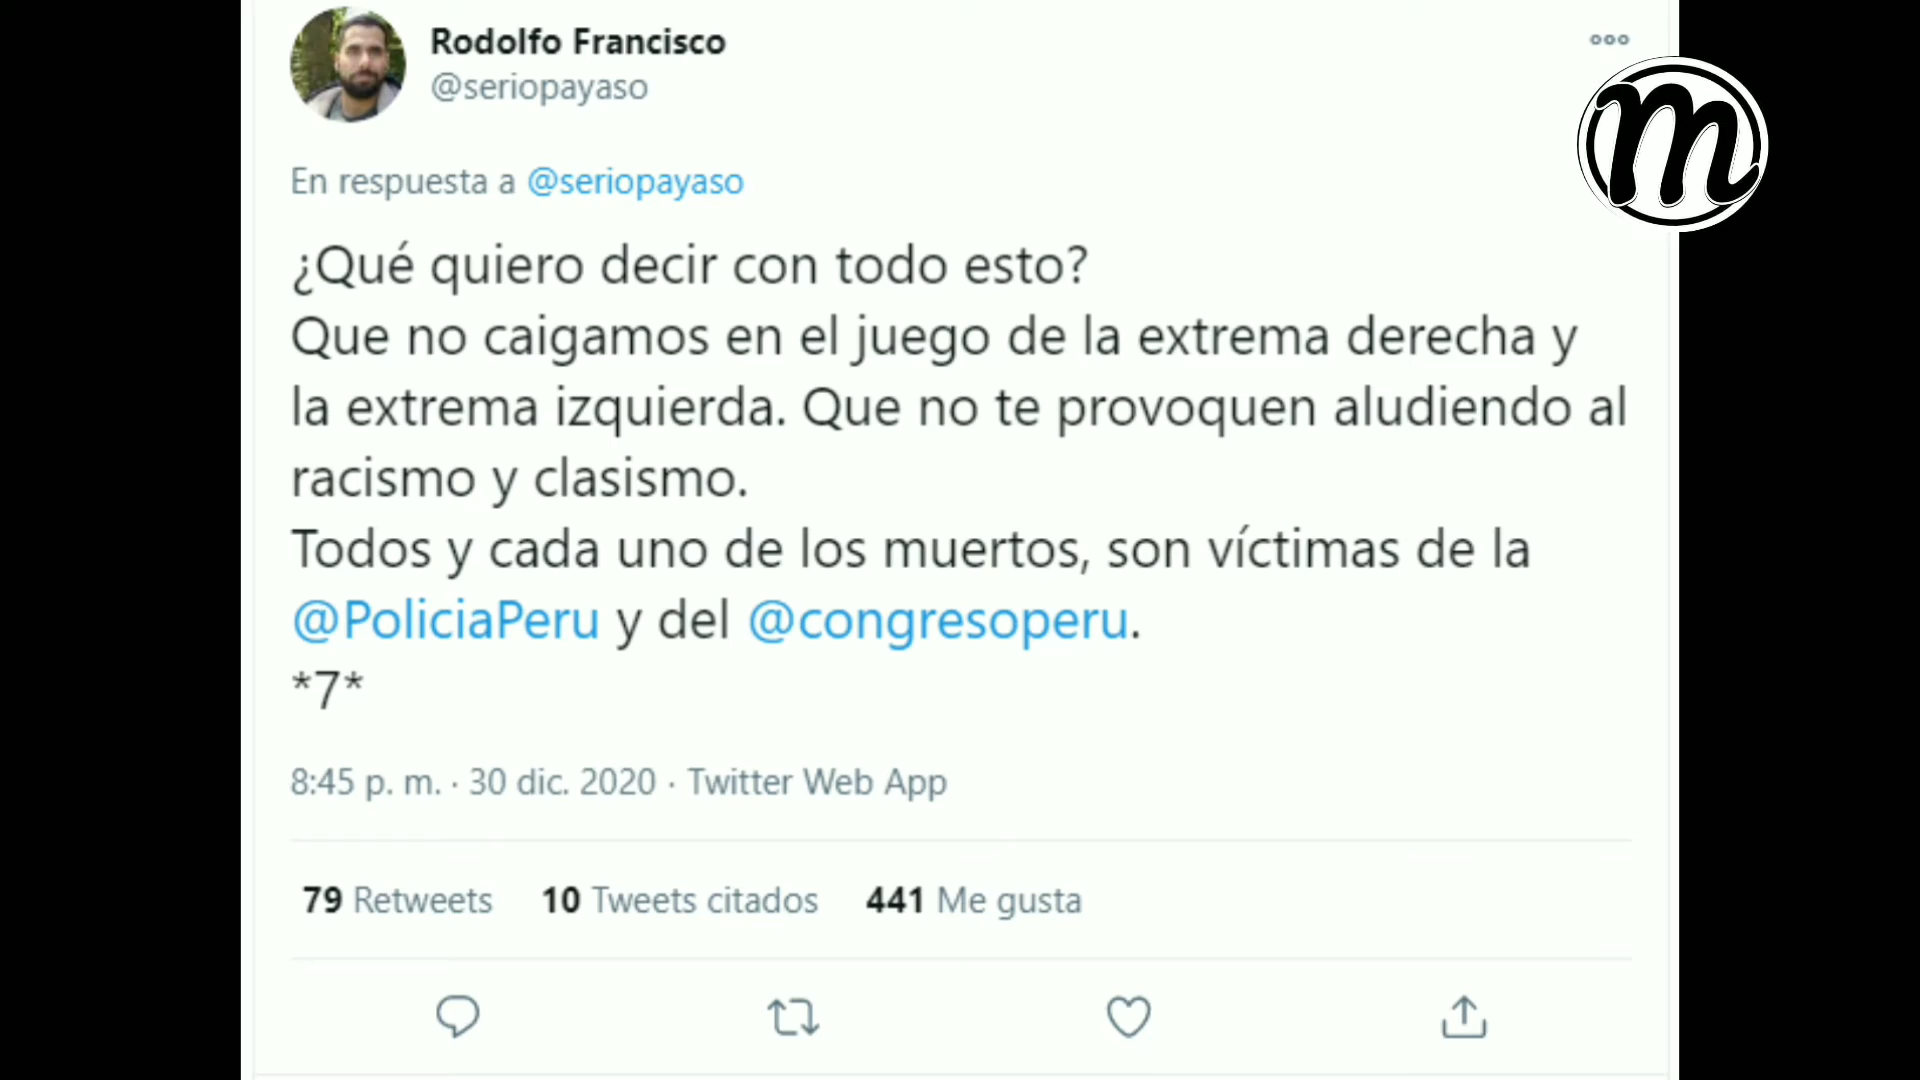 Rodolfo Francisco
@seriopayaso
En respuesta a @seriopayaso
¿Qué quiero decir con todo esto?
Que no caigamos en el juego de la extrema derecha y
la extrema izquierda. Que no te provoquen aludiendo al
racismo y clasismo.
Todos y cada uno de los muertos, son víctimas de la
@PoliciaPeru y del @congresoperu.
*7*
8:45 p. m. · 30 dic. 2020 · Twitter Web App
79 Retweets 10 Tweets citados 441 Me gusta
m